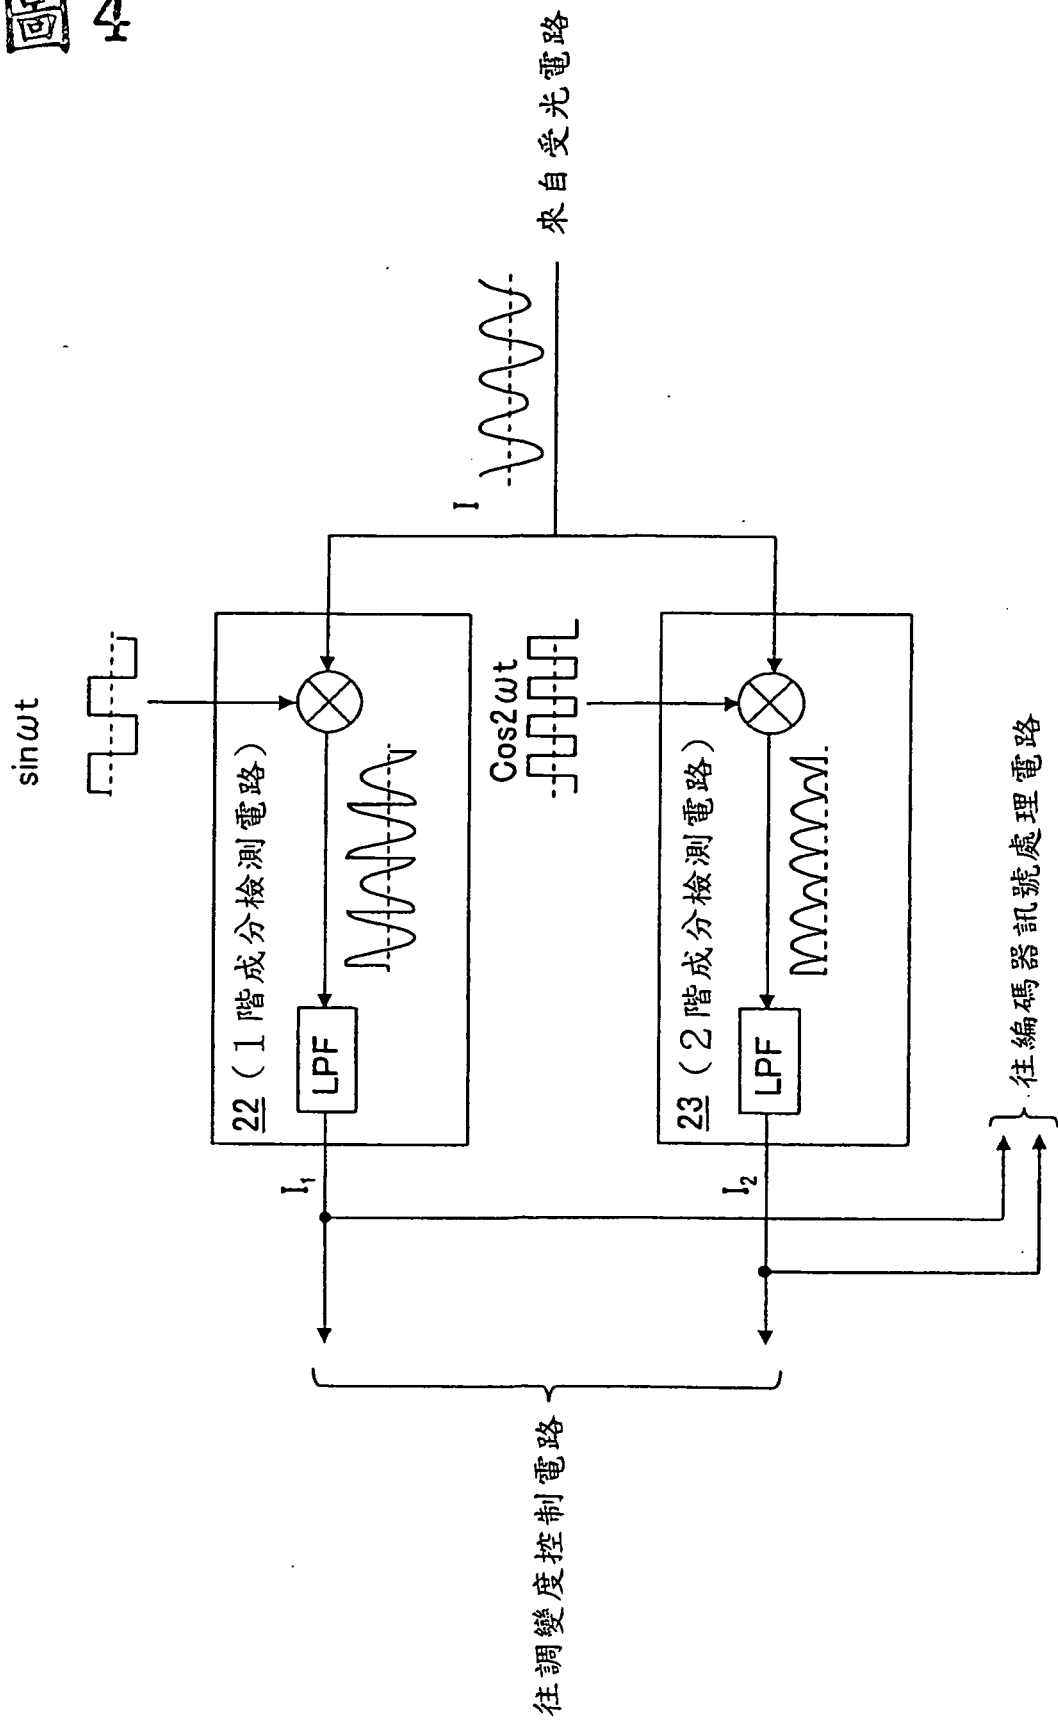 圖
sinωt
22 (1階成分檢測電路)
I₁
LPF
I
來自受光電路
Cos2ωt
往調變度控制電路
23 (2階成分檢測電路)
I₂
LPF
往編碼器訊號處理電路